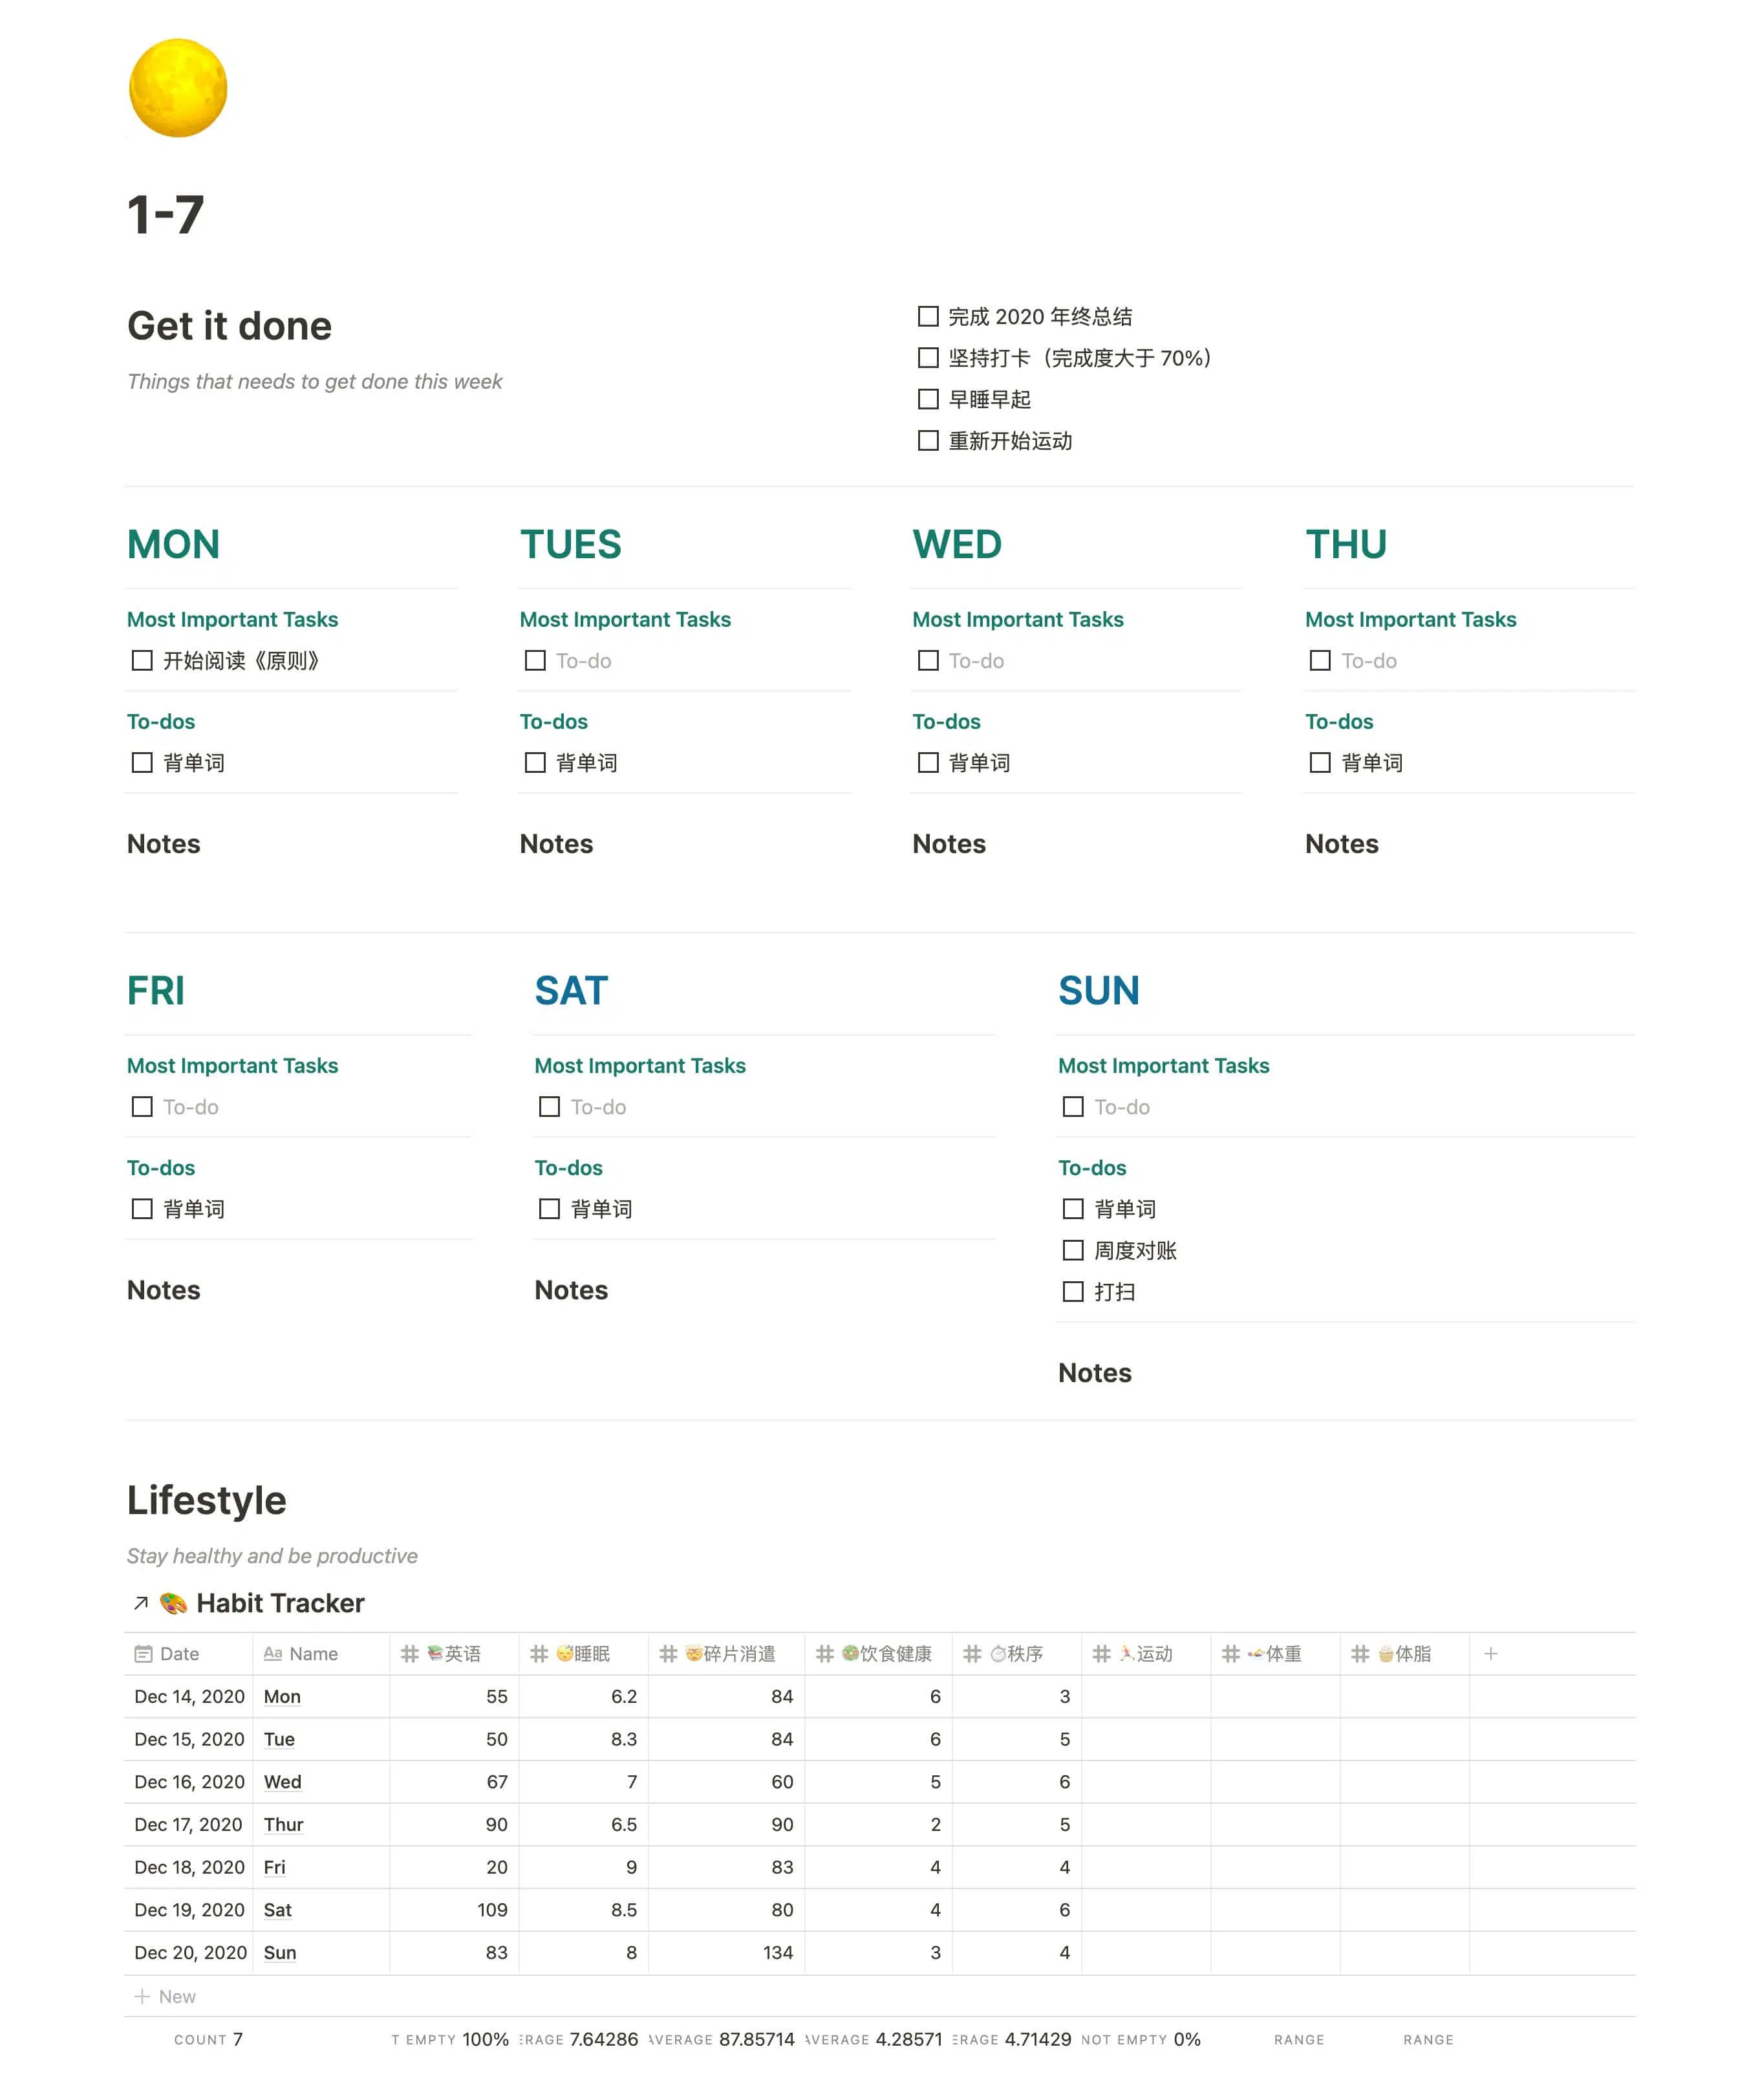 1-7
Get it done
Things that needs to get done this week
完成 2020 年终总结
坚持打卡（完成度大于 70%）
早睡早起
重新开始运动
MON
Most Important Tasks
开始阅读《原则》
To-dos
背单词
Notes
TUES
Most Important Tasks
To-do
To-dos
背单词
Notes
WED
Most Important Tasks
To-do
To-dos
背单词
Notes
THU
Most Important Tasks
To-do
To-dos
背单词
Notes
FRI
Most Important Tasks
To-do
To-dos
背单词
Notes
SAT
Most Important Tasks
To-do
To-dos
背单词
Notes
SUN
Most Important Tasks
To-do
To-dos
背单词
周度对账
打扫
Notes
Lifestyle
Stay healthy and be productive
Habit Tracker
Date Aa Name # 英语 # 睡眠 # 碎片消遣 # 饮食健康 # 秩序 # 运动 # 体重 # 体脂 +
Dec 14, 2020 Mon 55 6.2 84 6 3
Dec 15, 2020 Tue 50 8.3 84 6 5
Dec 16, 2020 Wed 67 7 60 5 6
Dec 17, 2020 Thur 90 6.5 90 2 5
Dec 18, 2020 Fri 20 9 83 4 4
Dec 19, 2020 Sat 109 8.5 80 4 6
Dec 20, 2020 Sun 83 8 134 3 4
+ New
COUNT 7 T EMPTY 100% ERAGE 7.64286 AVERAGE 87.85714 AVERAGE 4.28571 ERAGE 4.71429 NOT EMPTY 0% RANGE RANGE